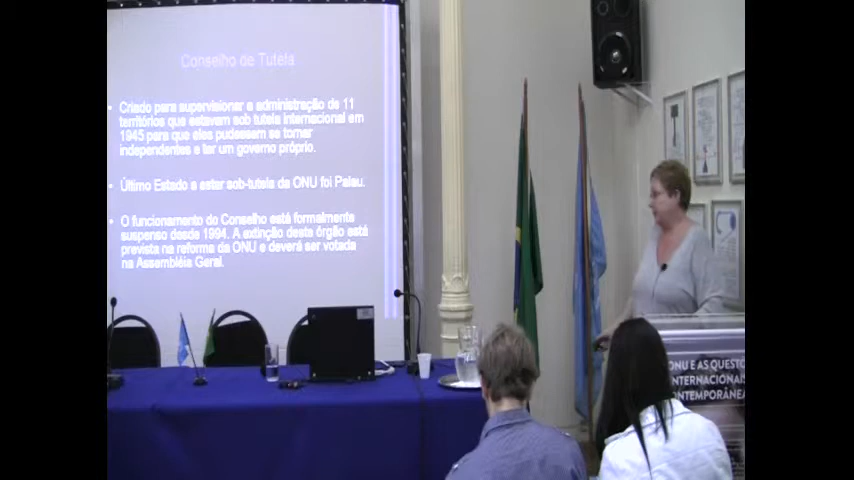 Conselho de Tutela
• Criado para supervisionar a administração de 11
territórios que estavam sob tutela internacional em
1945 para que eles pudessem se tornar
independentes e ter um governo próprio.
• Último Estado a estar sob-tutela da ONU foi Palau.
• O funcionamento do Conselho está formalmente
suspenso desde 1994. A extinção deste órgão está
prevista na reforma da ONU e deverá ser votada
na Assembléia Geral.
ONU E AS QUESTÕ
INTERNACIONAIS
CONTEMPORÂNEA